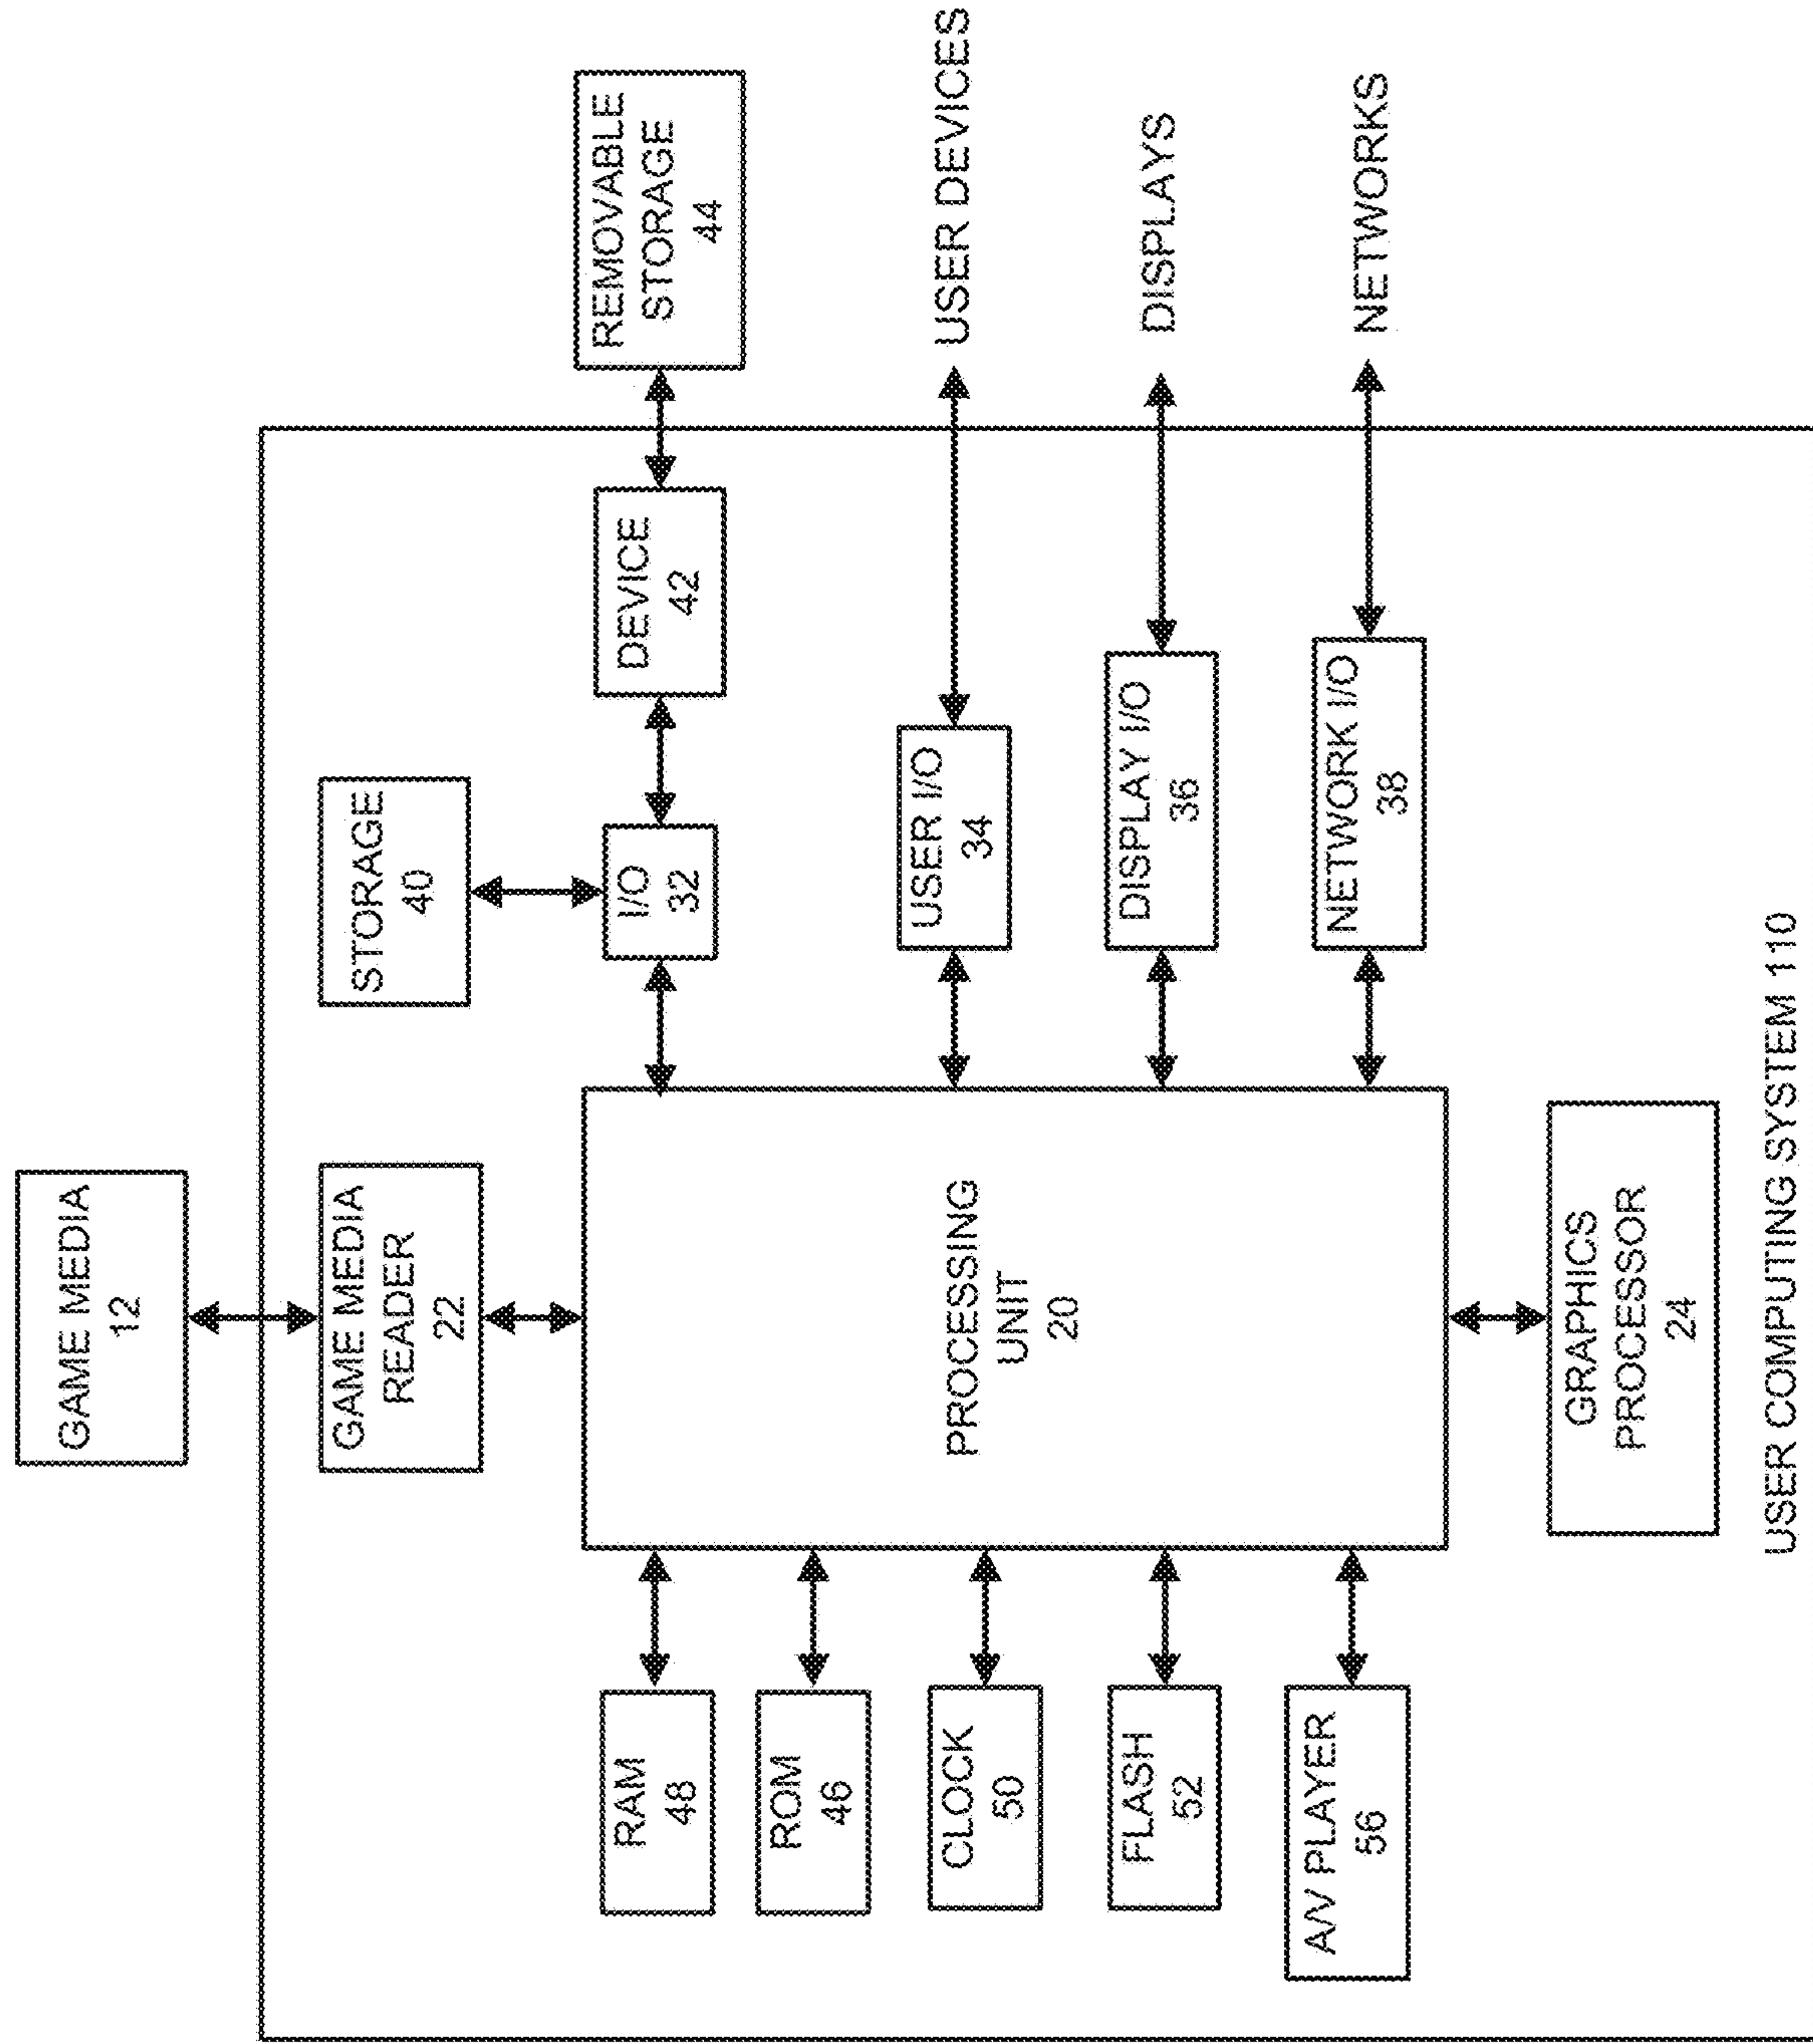 GAME MEDIA
12
GAME MEDIA
READER
22
STORAGE
40
RAM
48
ROM
46
CLOCK
50
FLASH
52
A/V PLAYER
56
PROCESSING
UNIT
20
I/O
32
DEVICE
42
REMOVABLE
STORAGE
44
USER I/O
34
USER DEVICES
DISPLAY I/O
36
DISPLAYS
NETWORK I/O
38
NETWORKS
GRAPHICS
PROCESSOR
24
USER COMPUTING SYSTEM 110